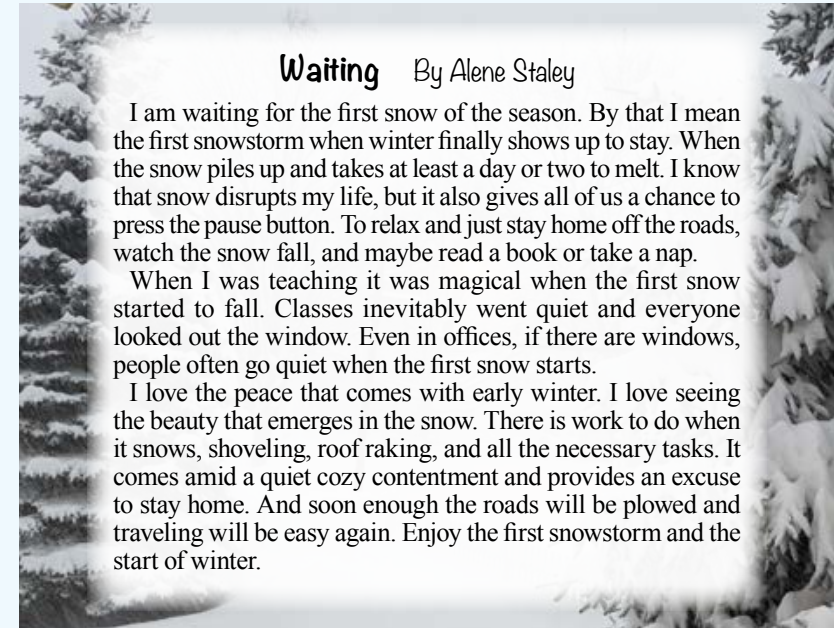 Waiting By Alene Staley
I am waiting for the first snow of the season. By that I mean
the first snowstorm when winter finally shows up to stay. When
the snow piles up and takes at least a day or two to melt. I know
that snow disrupts my life, but it also gives all of us a chance to
press the pause button. To relax and just stay home off the roads,
watch the snow fall, and maybe read a book or take a nap.
When I was teaching it was magical when the first snow
started to fall. Classes inevitably went quiet and everyone
looked out the window. Even in offices, if there are windows,
people often go quiet when the first snow starts.
I love the peace that comes with early winter. I love seeing
the beauty that emerges in the snow. There is work to do when
it snows, shoveling, roof raking, and all the necessary tasks. It
comes amid a quiet cozy contentment and provides an excuse
to stay home. And soon enough the roads will be plowed and
traveling will be easy again. Enjoy the first snowstorm and the
start of winter.